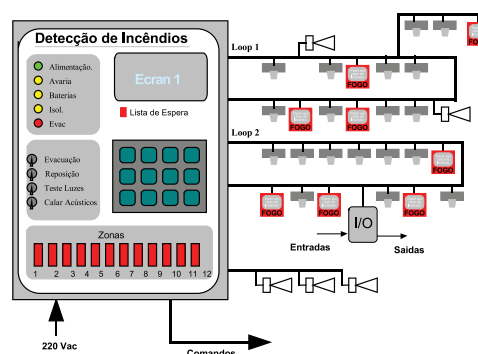 Detecção de Incêndios
Alimentação.
Avaria
Baterias
Isol.
Evac
Ecran 1
Lista de Espera
Evacuação
Reposição
Teste Luzes
Calar Acústicos
Zonas
1 2 3 4 5 6 7 8 9 10 11 12
220 Vac
Comandos
Loop 1
FOGO
FOGO
FOGO
FOGO
Loop 2
FOGO
FOGO
FOGO
FOGO
I/O
Entradas
Saidas